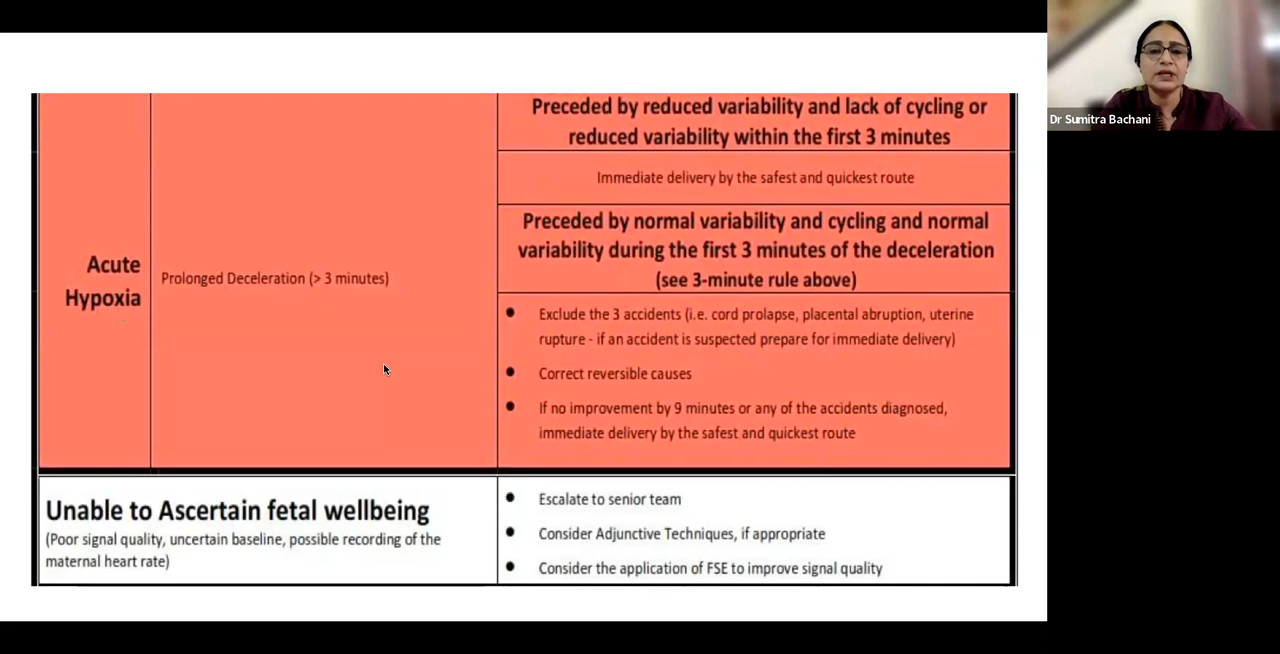 Preceded by reduced variability and lack of cycling or
reduced variability within the first 3 minutes
Immediate delivery by the safest and quickest route
Preceded by normal variability and cycling and normal
variability during the first 3 minutes of the deceleration
(see 3-minute rule above)
Acute
Hypoxia
Prolonged Deceleration (> 3 minutes)
● Exclude the 3 accidents (i.e. cord prolapse, placental abruption, uterine
rupture - if an accident is suspected prepare for immediate delivery)
● Correct reversible causes
● If no improvement by 9 minutes or any of the accidents diagnosed,
immediate delivery by the safest and quickest route
Unable to Ascertain fetal wellbeing
(Poor signal quality, uncertain baseline, possible recording of the
maternal heart rate)
● Escalate to senior team
● Consider Adjunctive Techniques, if appropriate
● Consider the application of FSE to improve signal quality
Dr Sumitra Bachani